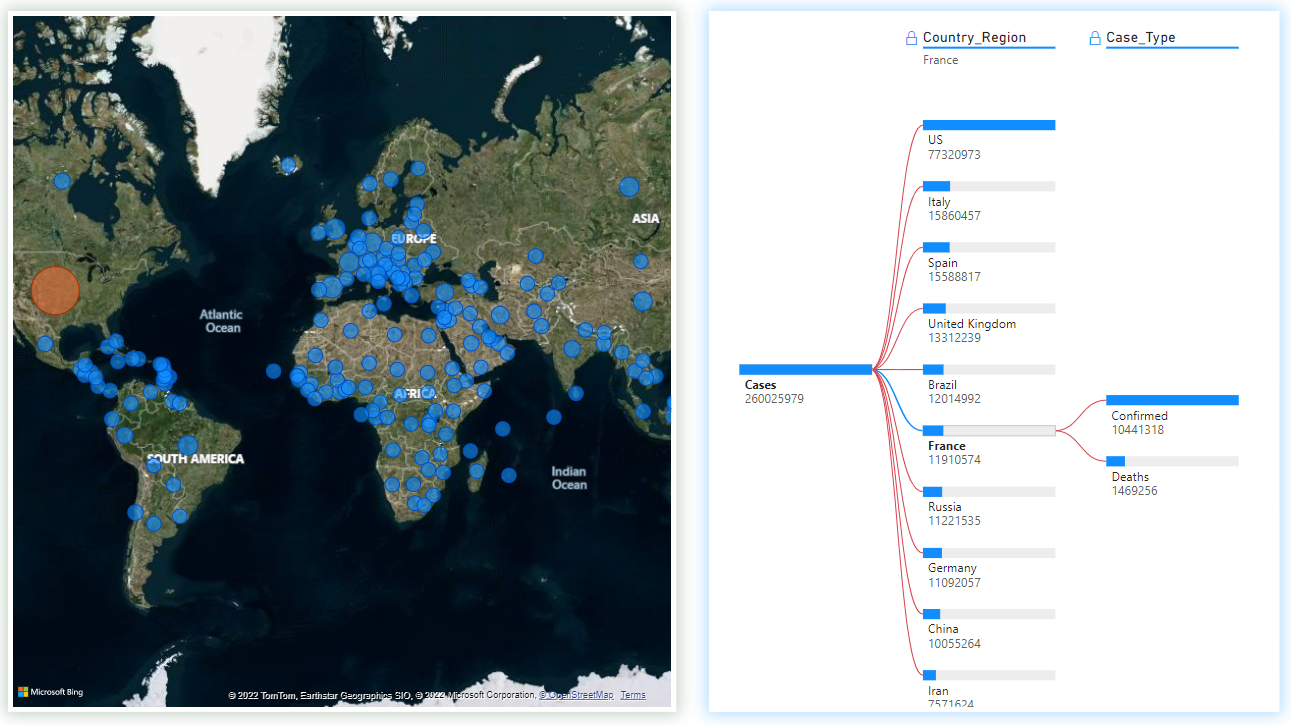 ASIA
EUROPE
Atlantic
Ocean
AFRICA
SOUTH AMERICA
Indian
Ocean
Microsoft Bing
© 2022 TomTom, Earthstar Geographics SIO, © 2022 Microsoft Corporation, © OpenStreetMap Terms
Country_Region
Case_Type
France
US
77320973
Italy
15860457
Spain
15588817
United Kingdom
13312239
Cases
260025979
Brazil
12014992
France
11910574
Confirmed
10441318
Deaths
1469256
Russia
11221535
Germany
11092057
China
10055264
Iran
7571624